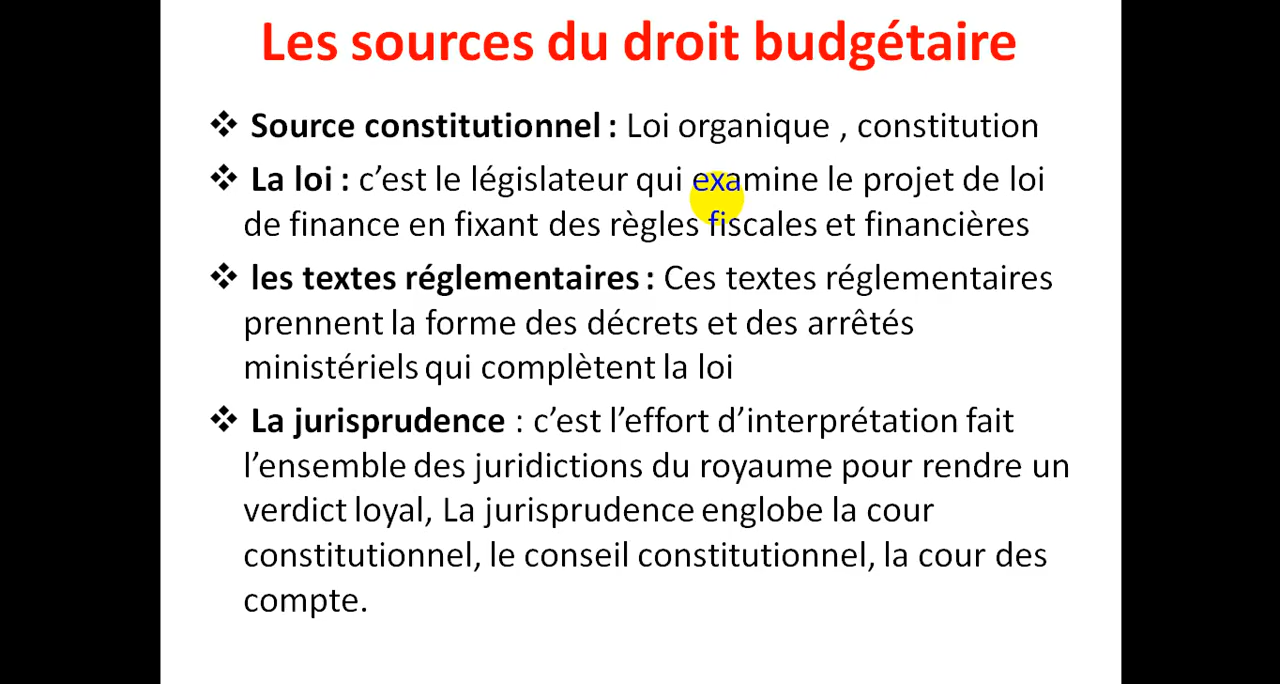 Les sources du droit budgétaire
❖ Source constitutionnel : Loi organique , constitution
❖ La loi : c’est le législateur qui examine le projet de loi
de finance en fixant des règles fiscales et financières
❖ les textes réglementaires : Ces textes réglementaires
prennent la forme des décrets et des arrêtés
ministériels qui complètent la loi
❖ La jurisprudence : c’est l’effort d’interprétation fait
l’ensemble des juridictions du royaume pour rendre un
verdict loyal, La jurisprudence englobe la cour
constitutionnel, le conseil constitutionnel, la cour des
compte.